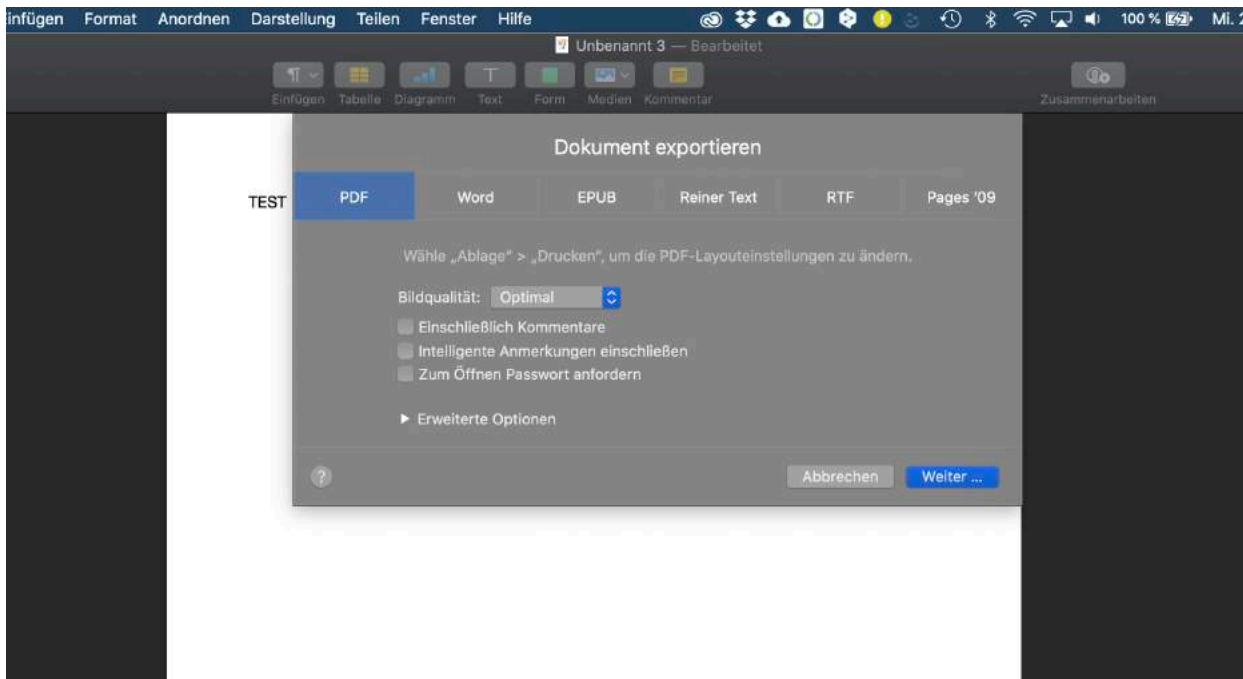 infügen Format Anordnen Darstellung Teilen Fenster Hilfe 100 % Mi. 2
Unbenannt 3 — Bearbeitet
Einfügen Tabelle Diagramm Text Form Medien Kommentar Zusammenarbeiten
Dokument exportieren
TEST
PDF Word EPUB Reiner Text RTF Pages '09
Wähle „Ablage“ > „Drucken“, um die PDF-Layouteinstellungen zu ändern.
Bildqualität: Optimal
Einschließlich Kommentare
Intelligente Anmerkungen einschließen
Zum Öffnen Passwort anfordern
Erweiterte Optionen
? Abbrechen Weiter ...